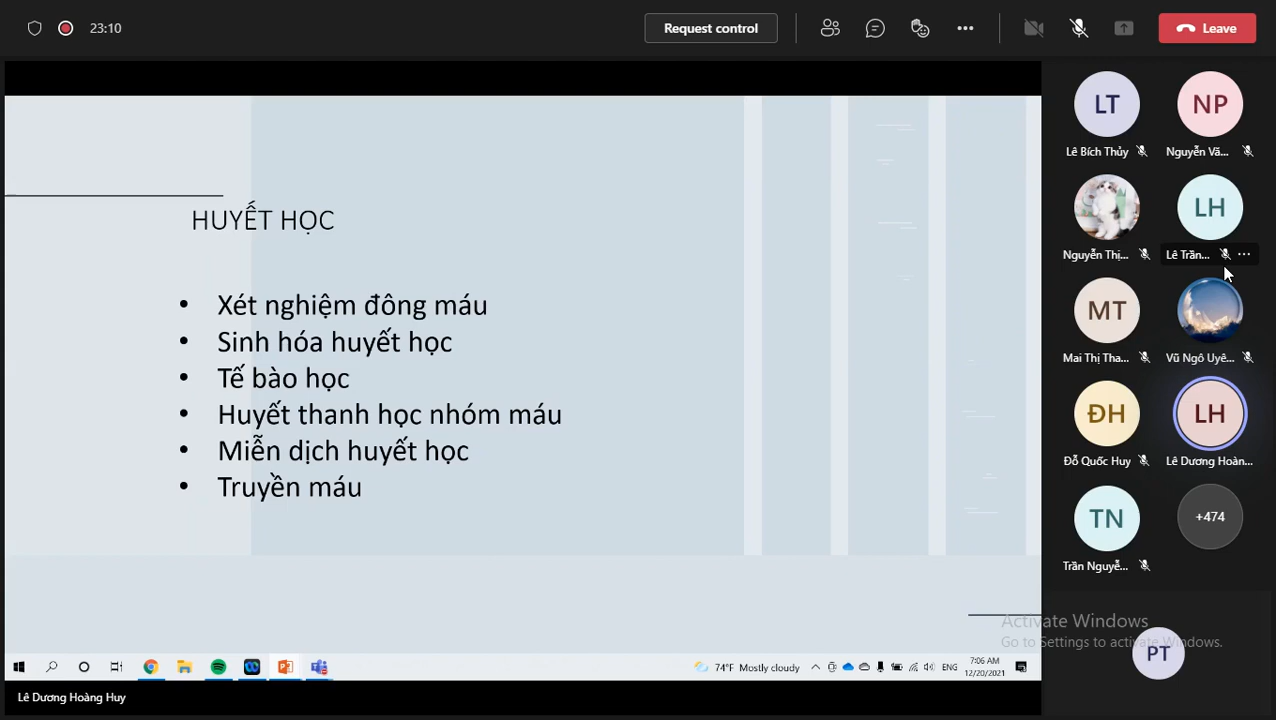 23:10
Request control
Leave
LT
NP
Lê Bích Thủy
Nguyễn Vă...
LH
Nguyễn Thị...
Lê Trần...
HUYẾT HỌC
• Xét nghiệm đông máu
• Sinh hóa huyết học
• Tế bào học
• Huyết thanh học nhóm máu
• Miễn dịch huyết học
• Truyền máu
MT
Mai Thị Tha...
Vũ Ngô Uyê...
ĐH
LH
Đỗ Quốc Huy
Lê Dương Hoàn...
TN
+474
Trần Nguyễ...
Activate Windows
Go to Settings to activate Windows.
PT
74°F Mostly cloudy
ENG
7:06 AM
12/20/2021
Lê Dương Hoàng Huy